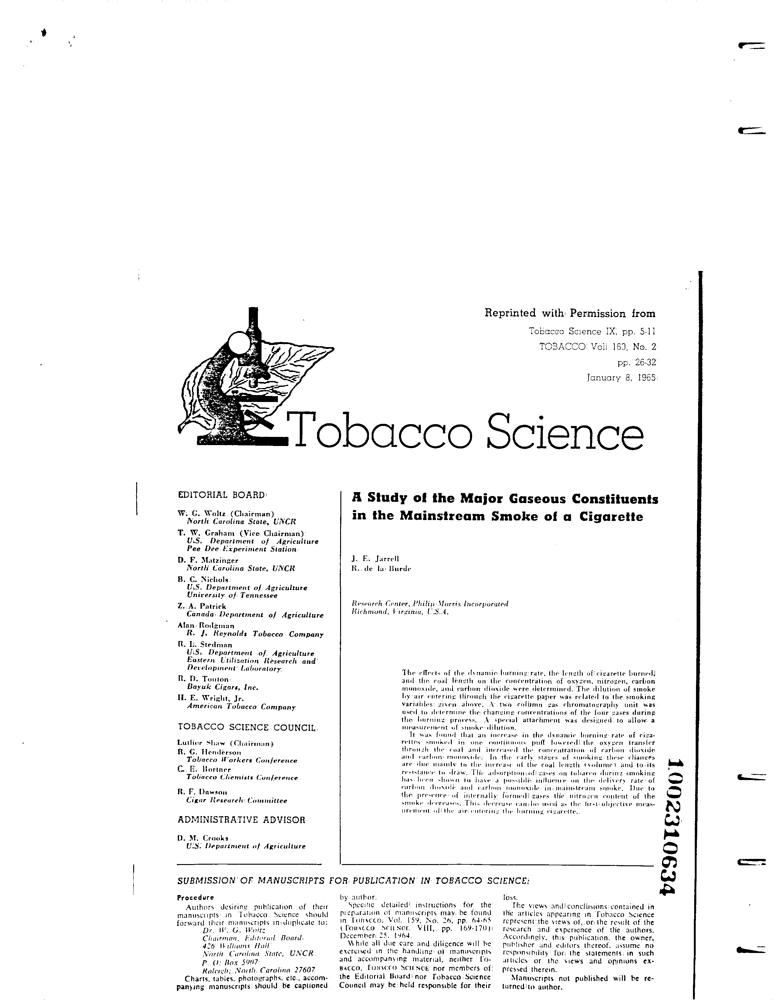 Reprinted with Permission from
Tobacco Science IX, pp. 5-11
TOBACCO Vol. 160, No. 2
pp. 26-32
January 8, 1965
Tobacco Science
EDITORIAL BOARD
W. G. Woltz (Chairman)
North Carolina State, UNCR
T. W. Graham (Vice Chairman)
U.S. Department of Agriculture
Pee Dee Experiment Station
D. F. Matzinger
North Carolina State, UNCR
B. C. Nichols
U.S. Department of Agriculture
University of Tennessee
Z. A. Patrick
Canada Department of Agriculture
Alan Rodgman
R. J. Reynolds Tobacco Company
R. L. Stedman
U.S. Department of Agriculture
Eastern Utilization Research and
Development Laboratory
R. D. Touton
Bayuk Cigars, Inc.
H. E. Wright, Jr.
American Tobacco Company
TOBACCO SCIENCE COUNCIL
Luther Shaw (Chairman)
R. G. Henderson
Tobacco Workers Conference
C. E. Bortner
Tobacco Chemists Conference
R. F. Dawson
Cigar Research Committee
ADMINISTRATIVE ADVISOR
D. M. Crooks
U.S. Department of Agriculture
A Study of the Major Gaseous Constituents
in the Mainstream Smoke of a Cigarette
J. E. Jarrell
R. de la Burde
Research Center, Philip Morris Incorporated
Richmond, Virginia, U.S.A.
The effects of the dynamic burning rate, the length of cigarette burned,
and the coal length on the concentration of oxygen, nitrogen, carbon
monoxide, and carbon dioxide were determined. The dilution of smoke
by air entering through the cigarette paper was related to the smoking
variables given above. A two column gas chromatography unit was
used to determine the changing concentrations of the four gases during
the burning process. A special attachment was designed to allow a
measurement of smoke dilution.
It was found that an increase in the dynamic burning rate of ciga-
rettes smoked in one continuous puff lowered the oxygen transfer
through the coal and increased the concentration of carbon dioxide
and carbon monoxide. In the early stages of smoking these changes
are due mainly to the increase of the coal length (volume) and to its
resistance to draw. The adsorption of gases on tobacco during smoking
has been shown to have a possible influence on the delivery rate of
carbon dioxide and carbon monoxide in mainstream smoke. Due to
the presence of internally formed gases the nitrogen content of the
smoke decreases. This decrease can be used as the first objective meas-
urement of the air entering the burning cigarette.
1002310634
SUBMISSION OF MANUSCRIPTS FOR PUBLICATION IN TOBACCO SCIENCE:
Procedure
Authors desiring publication of their
manuscripts in Tobacco Science should
forward their manuscripts in duplicate to:
Dr. W. G. Woltz
Chairman, Editorial Board
426 Williams Hall
North Carolina State, UNCR
P. O. Box 5907
Raleigh, North Carolina 27607
Charts, tables, photographs, etc., accom-
panying manuscripts should be captioned
by author.
Specific detailed instructions for the
preparation of manuscripts may be found
in TOBACCO, Vol. 159, No. 26, pp. 64-65
(TOBACCO SCIENCE VIII, pp. 169-170)
December 25, 1964.
While all due care and diligence will be
exercised in the handling of manuscripts
and accompanying material, neither TO-
BACCO, TOBACCO SCIENCE nor members of
the Editorial Board nor Tobacco Science
Council may be held responsible for their
loss.
The views and conclusions contained in
the articles appearing in Tobacco Science
represent the views of, or the result of the
research and experience of the authors.
Accordingly, this publication, the owner,
publisher and editors thereof, assume no
responsibility for the statements in such
articles or the views and opinions ex-
pressed therein.
Manuscripts not published will be re-
turned to author.